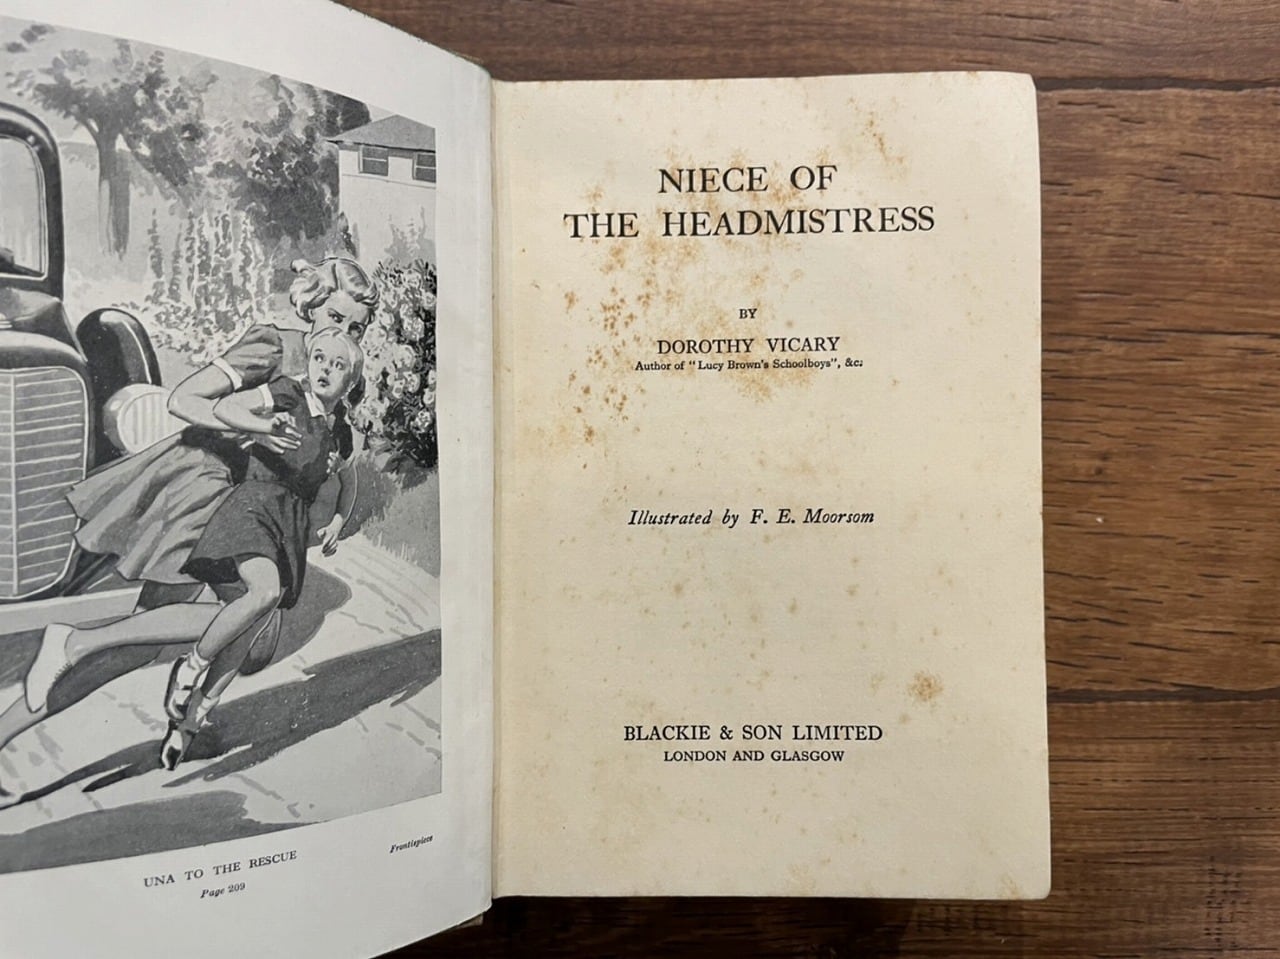 UNA TO THE RESCUE
Page 209
Frontispiece
NIECE OF
THE HEADMISTRESS
BY
DOROTHY VICARY
Author of "Lucy Brown's Schoolboys", &c.
Illustrated by F. E. Moorsom
BLACKIE & SON LIMITED
LONDON AND GLASGOW